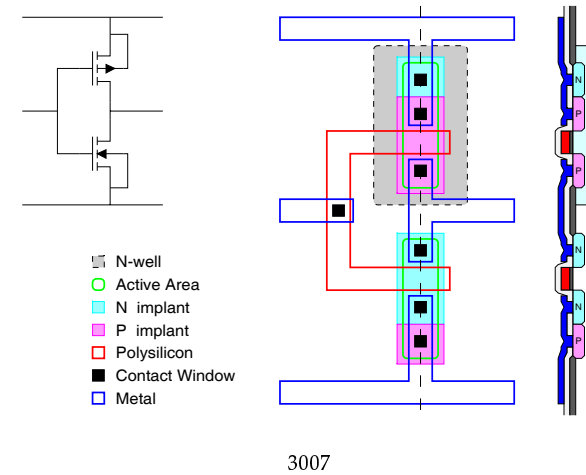 N-well
Active Area
N implant
P implant
Polysilicon
Contact Window
Metal
N
P
P
N
N
P
3007